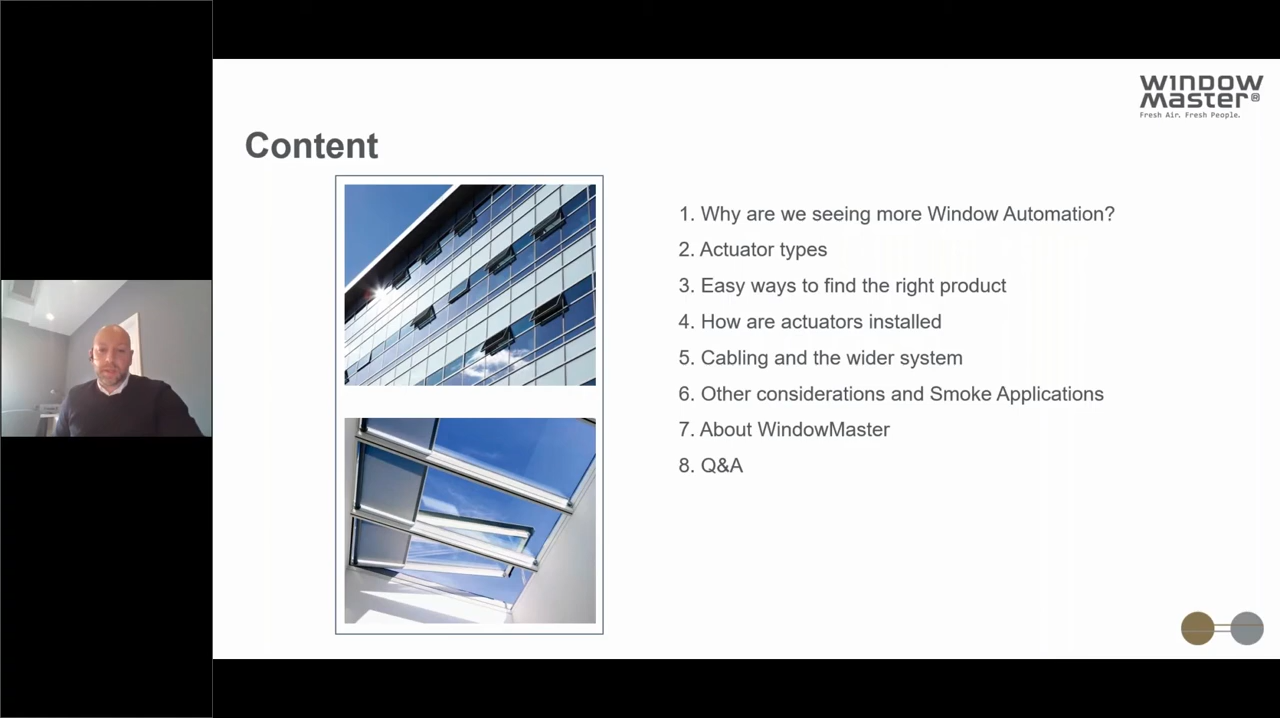 WINDOW
MASTER®
Fresh Air. Fresh People.
Content
1. Why are we seeing more Window Automation?
2. Actuator types
3. Easy ways to find the right product
4. How are actuators installed
5. Cabling and the wider system
6. Other considerations and Smoke Applications
7. About WindowMaster
8. Q&A